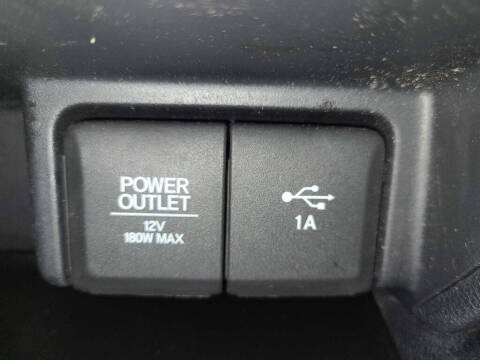 POWER
OUTLET
12V
180W MAX
1A